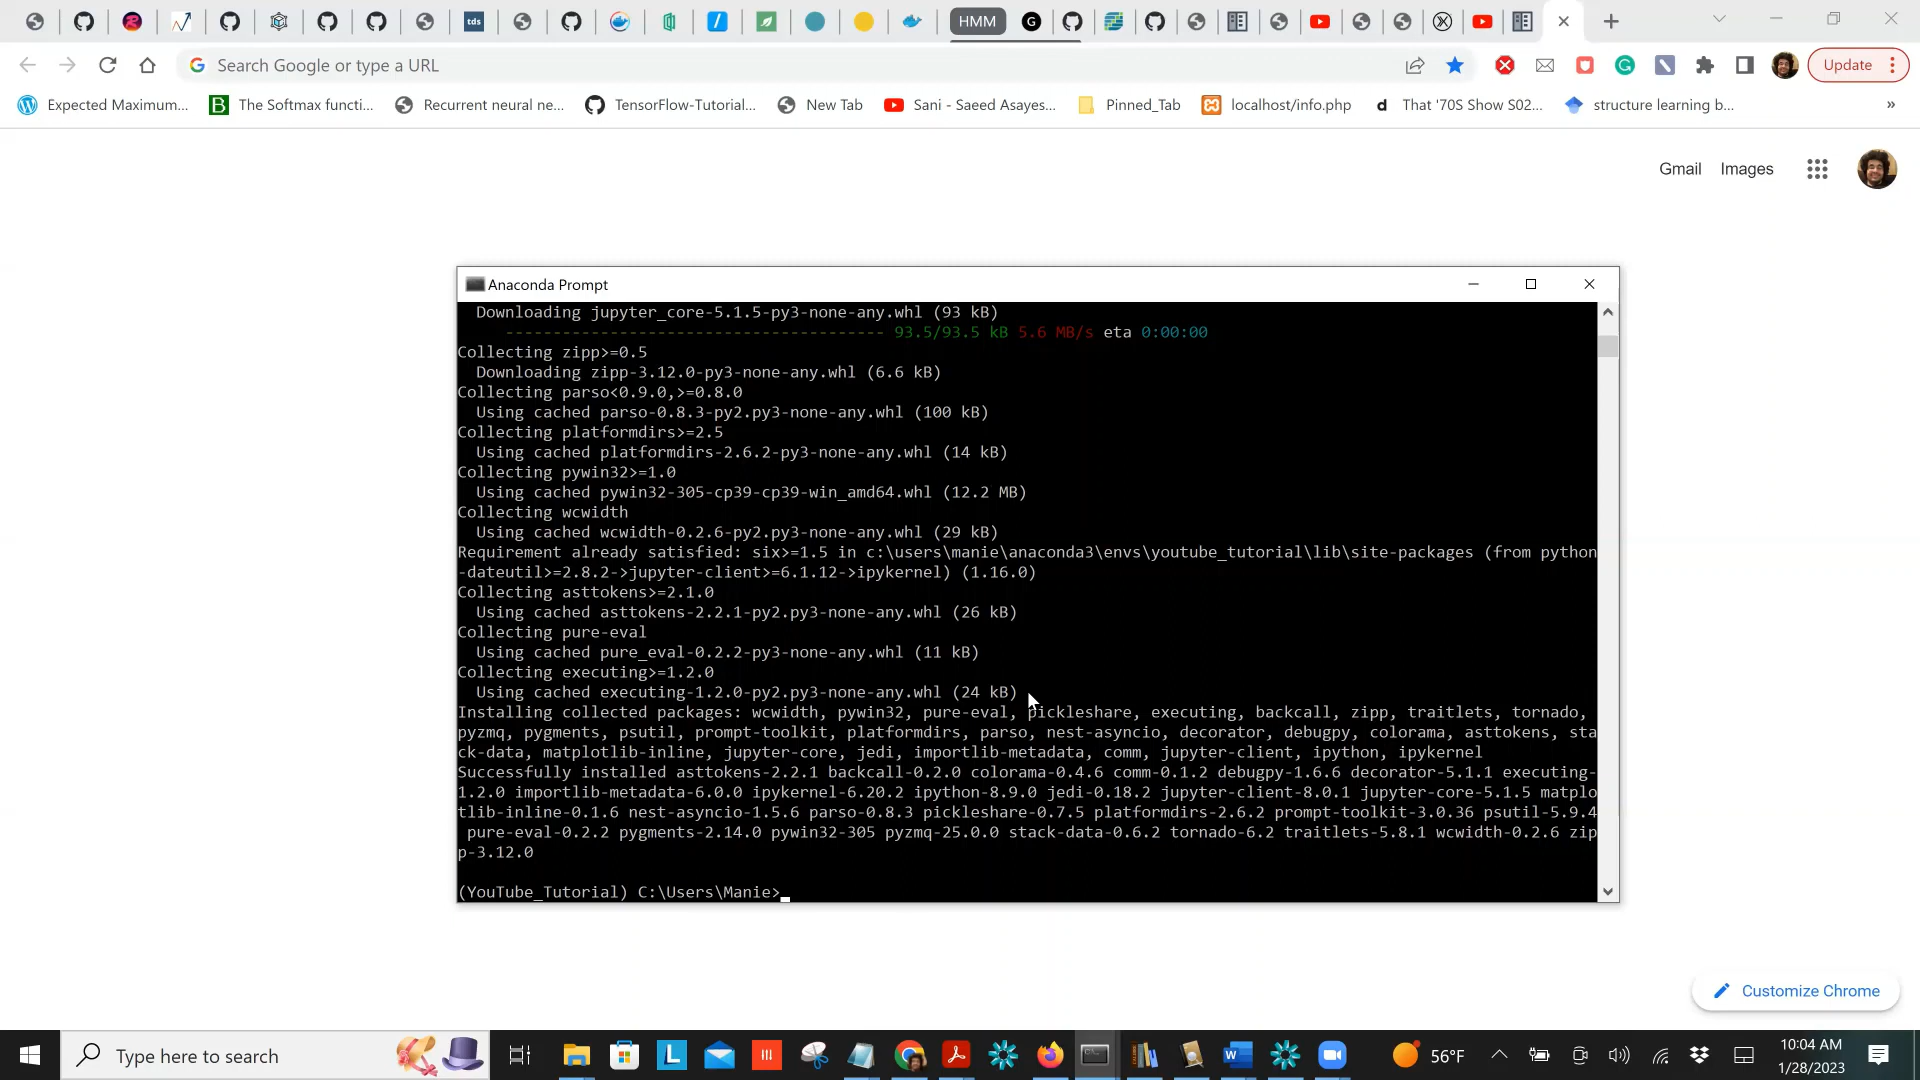 tds
HMM
Search Google or type a URL
Update
Expected Maximum...
The Softmax functi...
Recurrent neural ne...
TensorFlow-Tutorial...
New Tab
Sani - Saeed Asayes...
Pinned_Tab
localhost/info.php
d That '70S Show S02...
structure learning b...
»
Gmail Images
Anaconda Prompt
Downloading jupyter_core-5.1.5-py3-none-any.whl (93 kB)
---------------------------------------- 93.5/93.5 kB 5.6 MB/s eta 0:00:00
Collecting zipp>=0.5
Downloading zipp-3.12.0-py3-none-any.whl (6.6 kB)
Collecting parso<0.9.0,>=0.8.0
Using cached parso-0.8.3-py2.py3-none-any.whl (100 kB)
Collecting platformdirs>=2.5
Using cached platformdirs-2.6.2-py3-none-any.whl (14 kB)
Collecting pywin32>=1.0
Using cached pywin32-305-cp39-cp39-win_amd64.whl (12.2 MB)
Collecting wcwidth
Using cached wcwidth-0.2.6-py2.py3-none-any.whl (29 kB)
Requirement already satisfied: six>=1.5 in c:\users\manie\anaconda3\envs\youtube_tutorial\lib\site-packages (from python
-dateutil>=2.8.2->jupyter-client>=6.1.12->ipykernel) (1.16.0)
Collecting asttokens>=2.1.0
Using cached asttokens-2.2.1-py2.py3-none-any.whl (26 kB)
Collecting pure-eval
Using cached pure_eval-0.2.2-py3-none-any.whl (11 kB)
Collecting executing>=1.2.0
Using cached executing-1.2.0-py2.py3-none-any.whl (24 kB)
Installing collected packages: wcwidth, pywin32, pure-eval, pickleshare, executing, backcall, zipp, traitlets, tornado,
pyzmq, pygments, psutil, prompt-toolkit, platformdirs, parso, nest-asyncio, decorator, debugpy, colorama, asttokens, sta
ck-data, matplotlib-inline, jupyter-core, jedi, importlib-metadata, comm, jupyter-client, ipython, ipykernel
Successfully installed asttokens-2.2.1 backcall-0.2.0 colorama-0.4.6 comm-0.1.2 debugpy-1.6.6 decorator-5.1.1 executing-
1.2.0 importlib-metadata-6.0.0 ipykernel-6.20.2 ipython-8.9.0 jedi-0.18.2 jupyter-client-8.0.1 jupyter-core-5.1.5 matplo
tlib-inline-0.1.6 nest-asyncio-1.5.6 parso-0.8.3 pickleshare-0.7.5 platformdirs-2.6.2 prompt-toolkit-3.0.36 psutil-5.9.4
pure-eval-0.2.2 pygments-2.14.0 pywin32-305 pyzmq-25.0.0 stack-data-0.6.2 tornado-6.2 traitlets-5.8.1 wcwidth-0.2.6 zip
p-3.12.0
(YouTube_Tutorial) C:\Users\Manie>
Customize Chrome
Type here to search
56°F
10:04 AM
1/28/2023